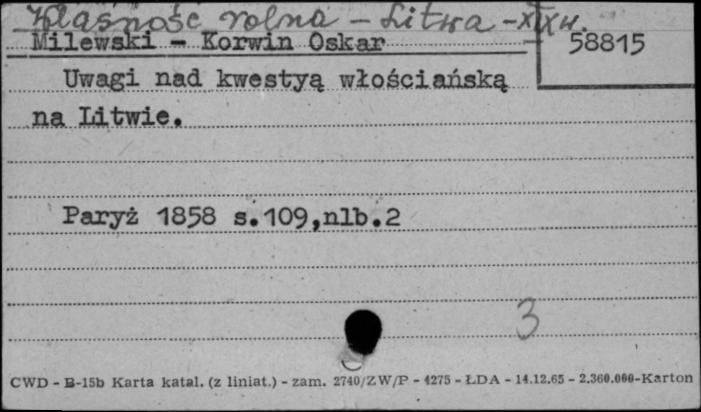 Własność rolna - Litwa - XIX w.
Milewski - Korwin Oskar
58815
Uwagi nad kwestyą włościańską
na Litwie.
Paryż 1858 s.109,nlb.2
3
CWD - B-15b Karta katal. (z liniat.) - zam. 2740/ZW/P - 4275 - ŁDA - 14.12.65 - 2.360.000-Karton